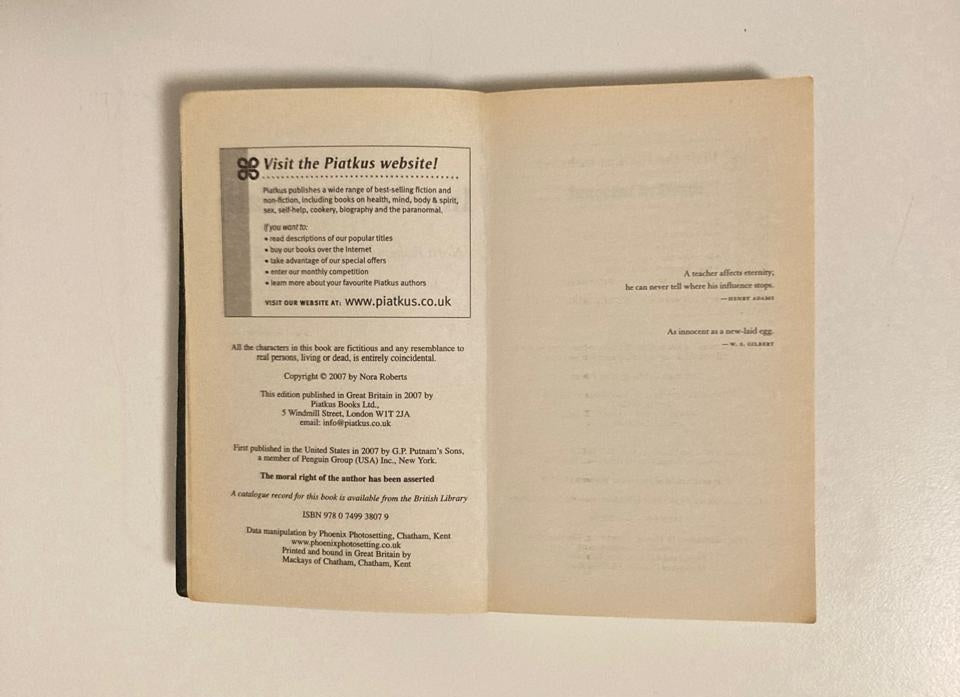 Visit the Piatkus website!
Piatkus publishes a wide range of best-selling fiction and
non-fiction, including books on health, mind, body & spirit,
sex, self-help, cookery, biography and the paranormal.
If you want to:
• read descriptions of our popular titles
• buy our books over the Internet
• take advantage of our special offers
• enter our monthly competition
• learn more about your favourite Piatkus authors
VISIT OUR WEBSITE AT: www.piatkus.co.uk
All the characters in this book are fictitious and any resemblance to
real persons, living or dead, is entirely coincidental.
Copyright © 2007 by Nora Roberts
This edition published in Great Britain in 2007 by
Piatkus Books Ltd.,
5 Windmill Street, London W1T 2JA
email: info@piatkus.co.uk
First published in the United States in 2007 by G.P. Putnam's Sons,
a member of Penguin Group (USA) Inc., New York.
The moral right of the author has been asserted
A catalogue record for this book is available from the British Library
ISBN 978 0 7499 3807 9
Data manipulation by Phoenix Photosetting, Chatham, Kent
www.phoenixphotosetting.co.uk
Printed and bound in Great Britain by
Mackays of Chatham, Chatham, Kent
A teacher affects eternity;
he can never tell where his influence stops.
—HENRY ADAMS
As innocent as a new-laid egg.
—W. S. GILBERT